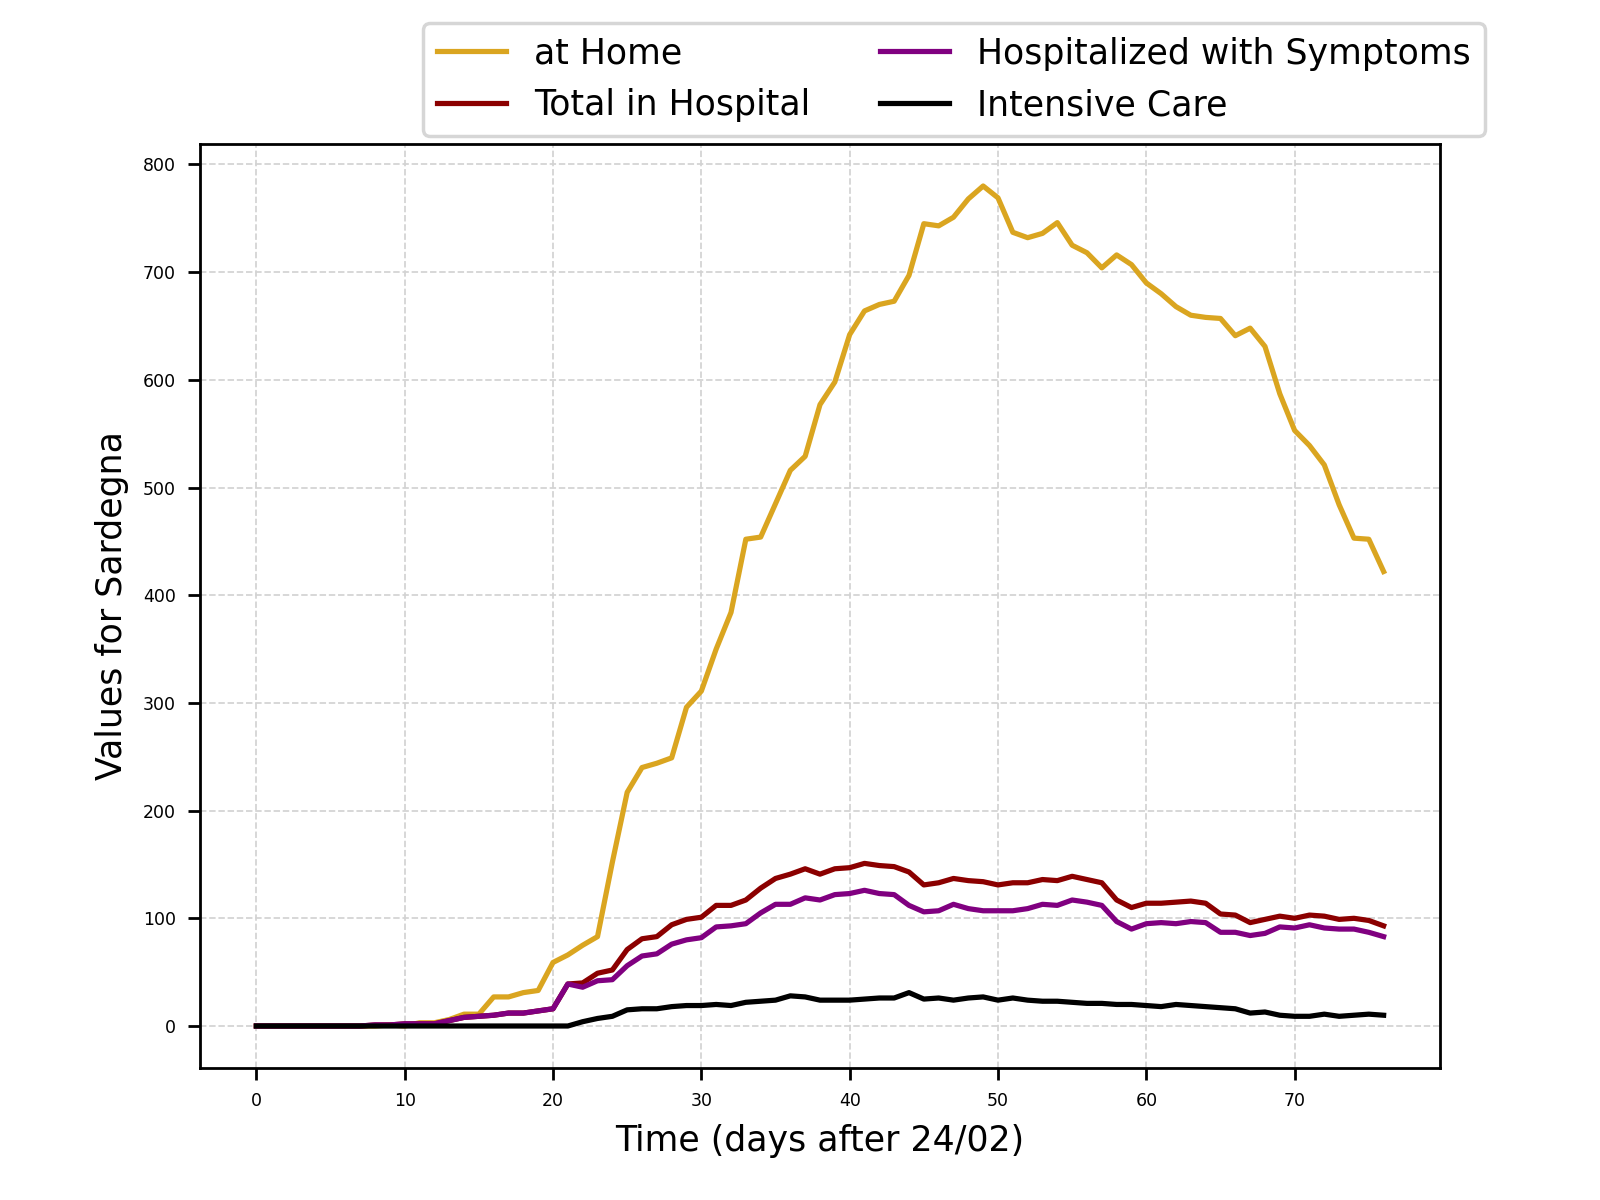 at Home
Total in Hospital
Hospitalized with Symptoms
Intensive Care
800
700
600
500
400
300
200
100
0
Values for Sardegna
0 10 20 30 40 50 60 70
Time (days after 24/02)